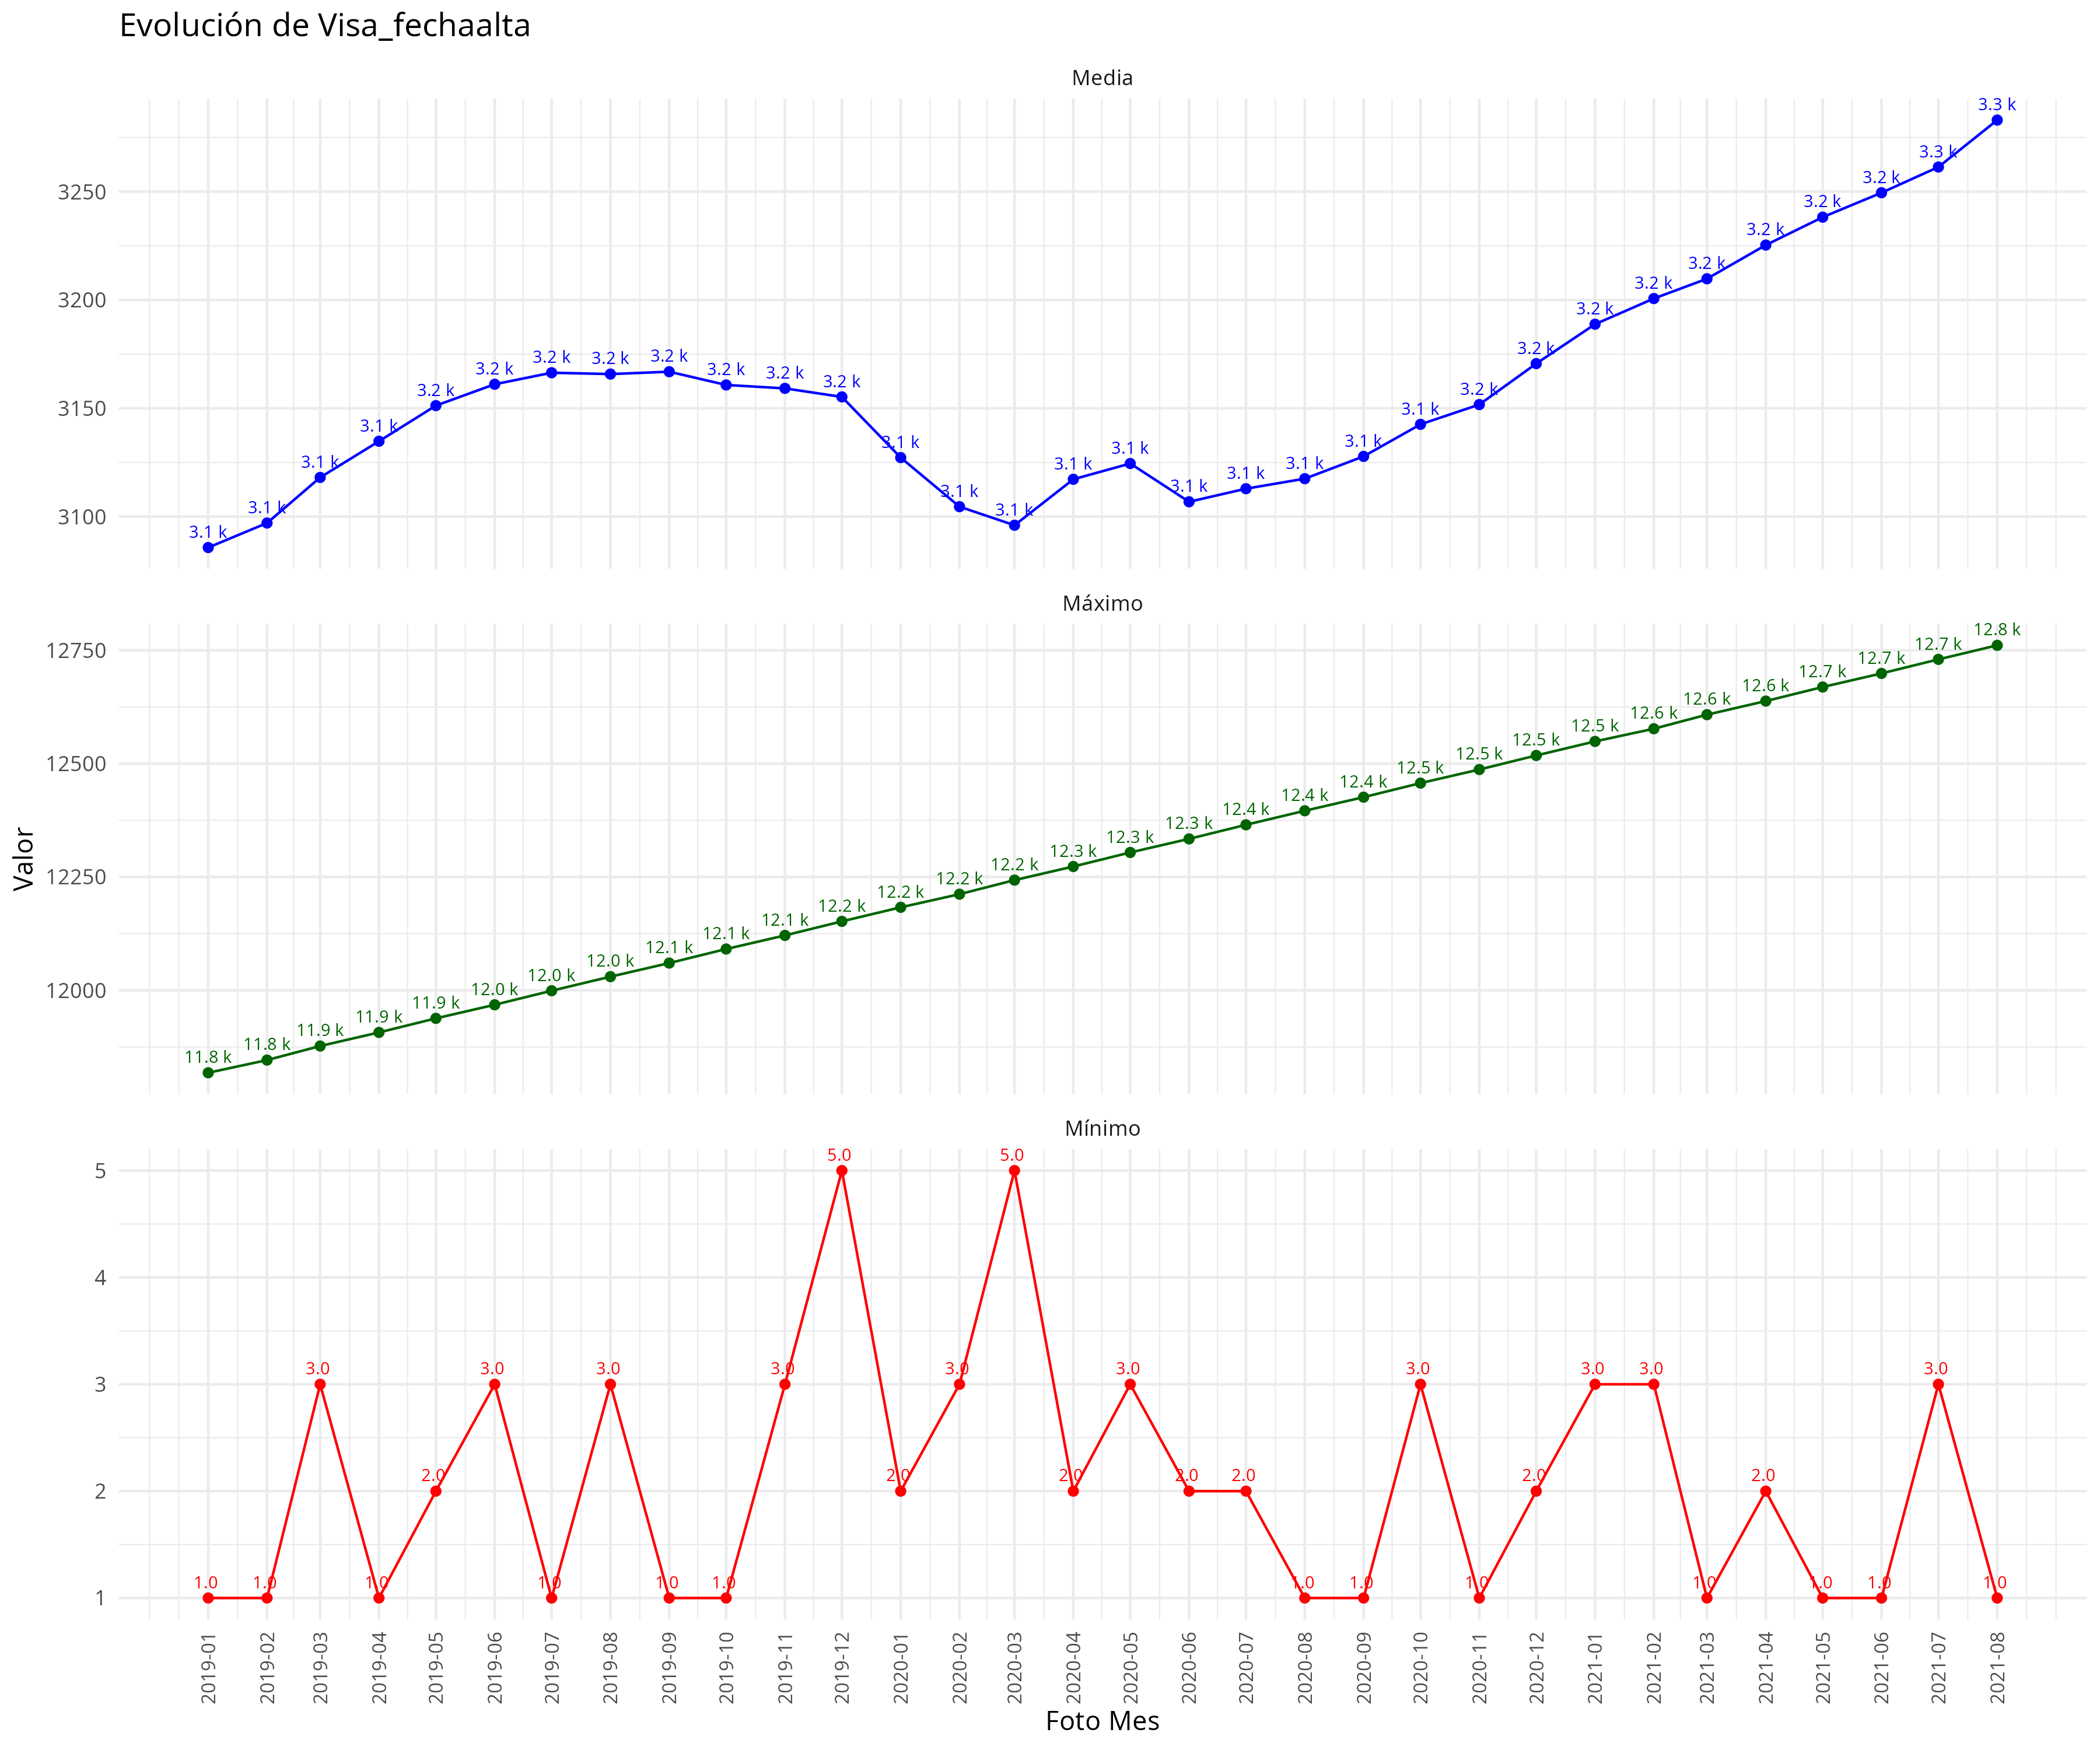 Evolución de Visa_fechaalta
Media
3250
3200
3150
3100
3.1 k 3.1 k 3.1 k 3.1 k 3.2 k 3.2 k 3.2 k 3.2 k 3.2 k 3.2 k 3.2 k 3.2 k 3.1 k 3.1 k 3.1 k 3.1 k 3.1 k 3.1 k 3.1 k 3.1 k 3.1 k 3.1 k 3.2 k 3.2 k 3.2 k 3.2 k 3.2 k 3.2 k 3.2 k 3.2 k 3.3 k 3.3 k
Máximo
12750
12500
12250
12000
11.8 k 11.8 k 11.9 k 11.9 k 11.9 k 12.0 k 12.0 k 12.0 k 12.1 k 12.1 k 12.1 k 12.2 k 12.2 k 12.2 k 12.2 k 12.3 k 12.3 k 12.3 k 12.4 k 12.4 k 12.4 k 12.5 k 12.5 k 12.5 k 12.5 k 12.6 k 12.6 k 12.6 k 12.7 k 12.7 k 12.7 k 12.8 k
Valor
Mínimo
5
4
3
2
1
1.0 1.0 3.0 1.0 2.0 3.0 1.0 3.0 1.0 1.0 3.0 5.0 2.0 3.0 5.0 2.0 3.0 2.0 2.0 1.0 1.0 3.0 1.0 2.0 3.0 3.0 1.0 2.0 1.0 1.0 3.0 1.0
2019-01 2019-02 2019-03 2019-04 2019-05 2019-06 2019-07 2019-08 2019-09 2019-10 2019-11 2019-12 2020-01 2020-02 2020-03 2020-04 2020-05 2020-06 2020-07 2020-08 2020-09 2020-10 2020-11 2020-12 2021-01 2021-02 2021-03 2021-04 2021-05 2021-06 2021-07 2021-08
Foto Mes